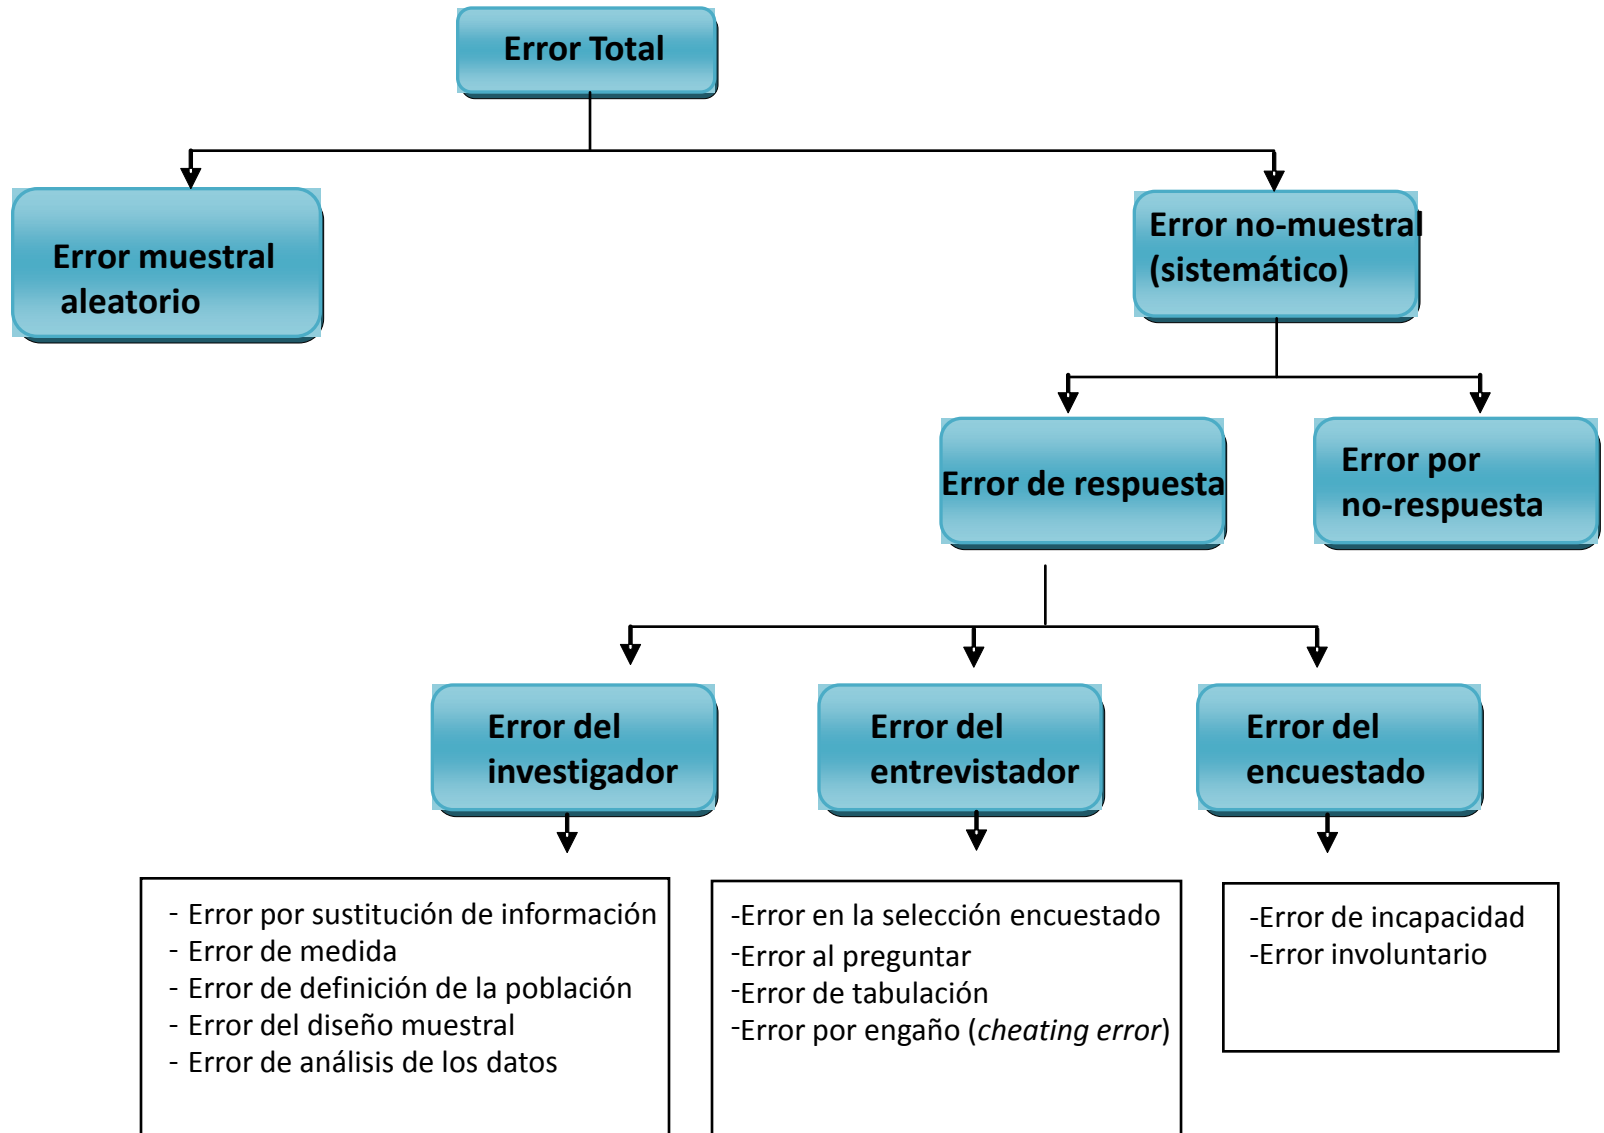 Error Total
Error muestral
aleatorio
Error no-muestral
(sistemático)
Error de respuesta
Error por
no-respuesta
Error del
investigador
Error del
entrevistador
Error del
encuestado
- Error por sustitución de información
- Error de medida
- Error de definición de la población
- Error del diseño muestral
- Error de análisis de los datos
-Error en la selección encuestado
-Error al preguntar
-Error de tabulación
-Error por engaño (cheating error)
-Error de incapacidad
-Error involuntario